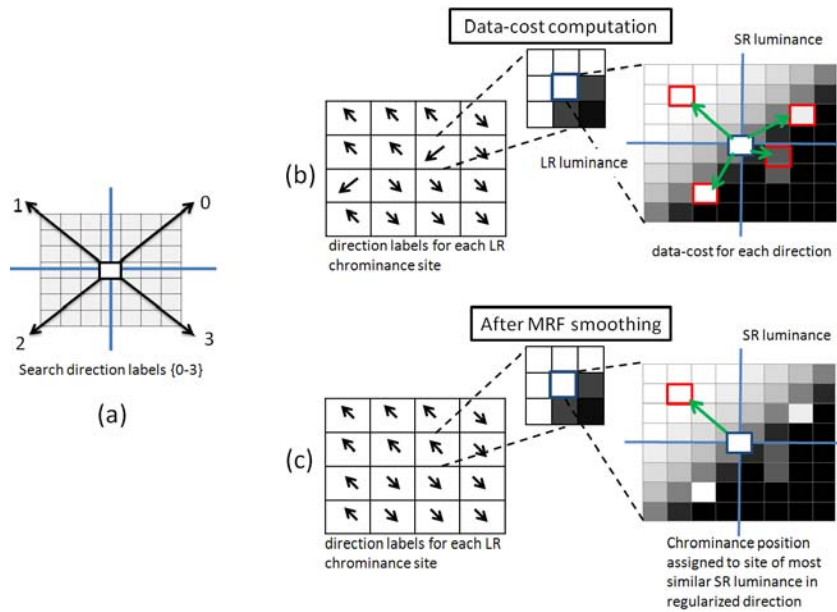 Data-cost computation
SR luminance
(b)
LR luminance
direction labels for each LR
chrominance site
data-cost for each direction
1
0
2
3
Search direction labels {0-3}
(a)
After MRF smoothing
SR luminance
(c)
direction labels for each LR
chrominance site
Chrominance position
assigned to site of most
similar SR luminance in
regularized direction